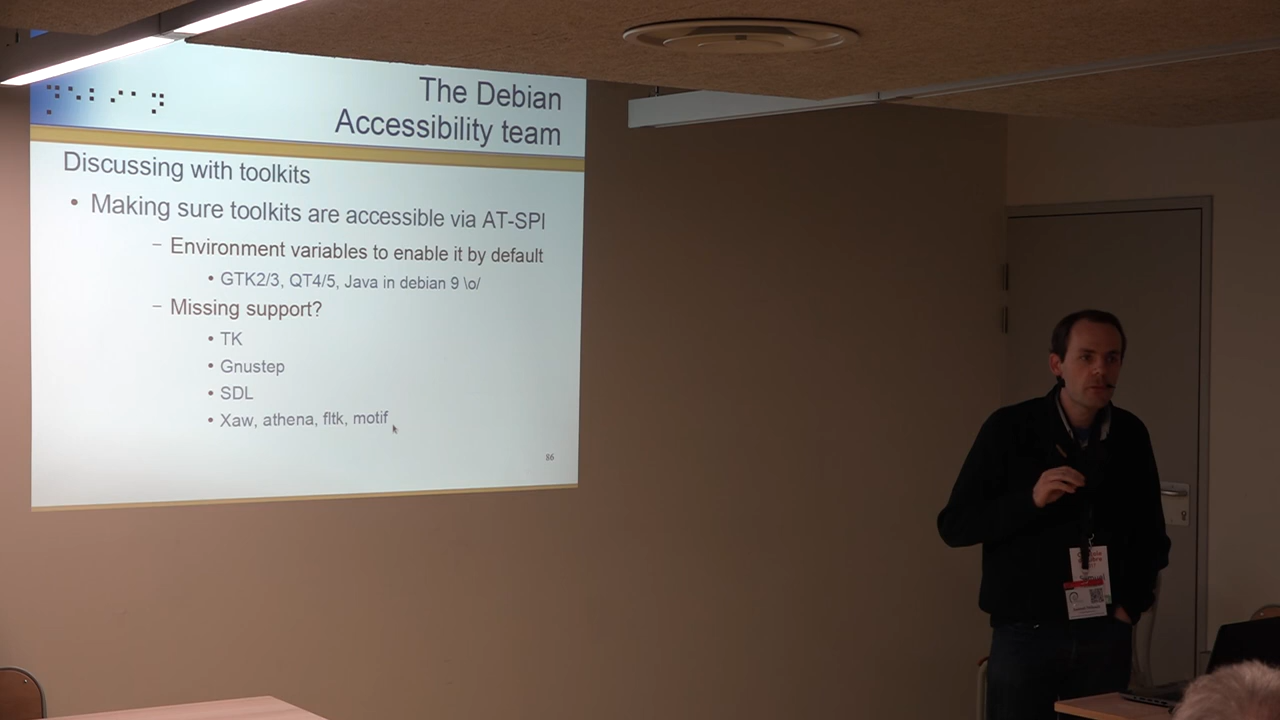 The Debian
Accessibility team
Discussing with toolkits
• Making sure toolkits are accessible via AT-SPI
– Environment variables to enable it by default
• GTK2/3, QT4/5, Java in debian 9 \o/
– Missing support?
• TK
• Gnustep
• SDL
• Xaw, athena, fltk, motif
86
Samuel